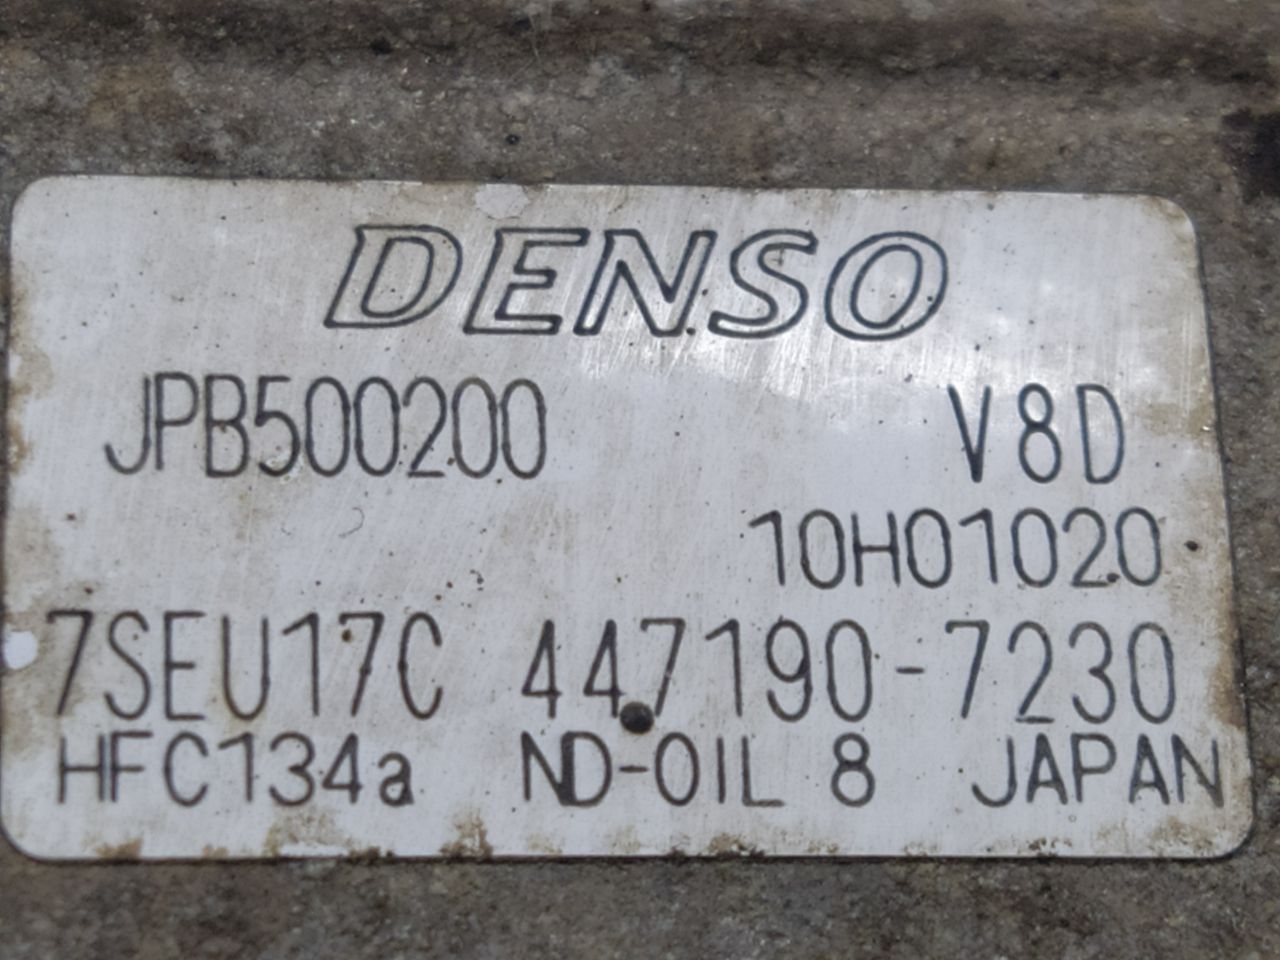 DENSO
JPB500200 V8D
10H01020
7SEU17C 447190-7230
HFC134a ND-OIL 8 JAPAN